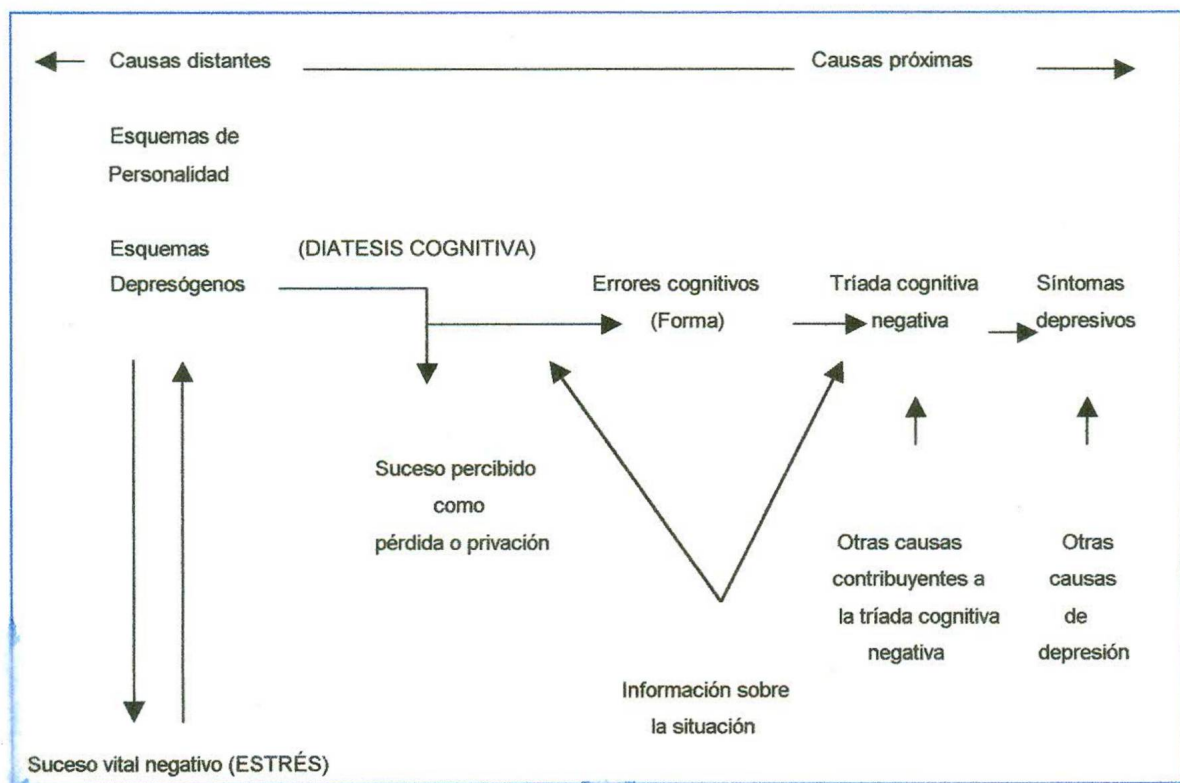 Causas distantes
Causas próximas
Esquemas de
Personalidad
Esquemas
Depresógenos
(DIATESIS COGNITIVA)
Errores cognitivos
(Forma)
Tríada cognitiva
negativa
Síntomas
depresivos
Suceso percibido
como
pérdida o privación
Otras causas
contribuyentes a
la tríada cognitiva
negativa
Otras
causas
de
depresión
Información sobre
la situación
Suceso vital negativo (ESTRÉS)